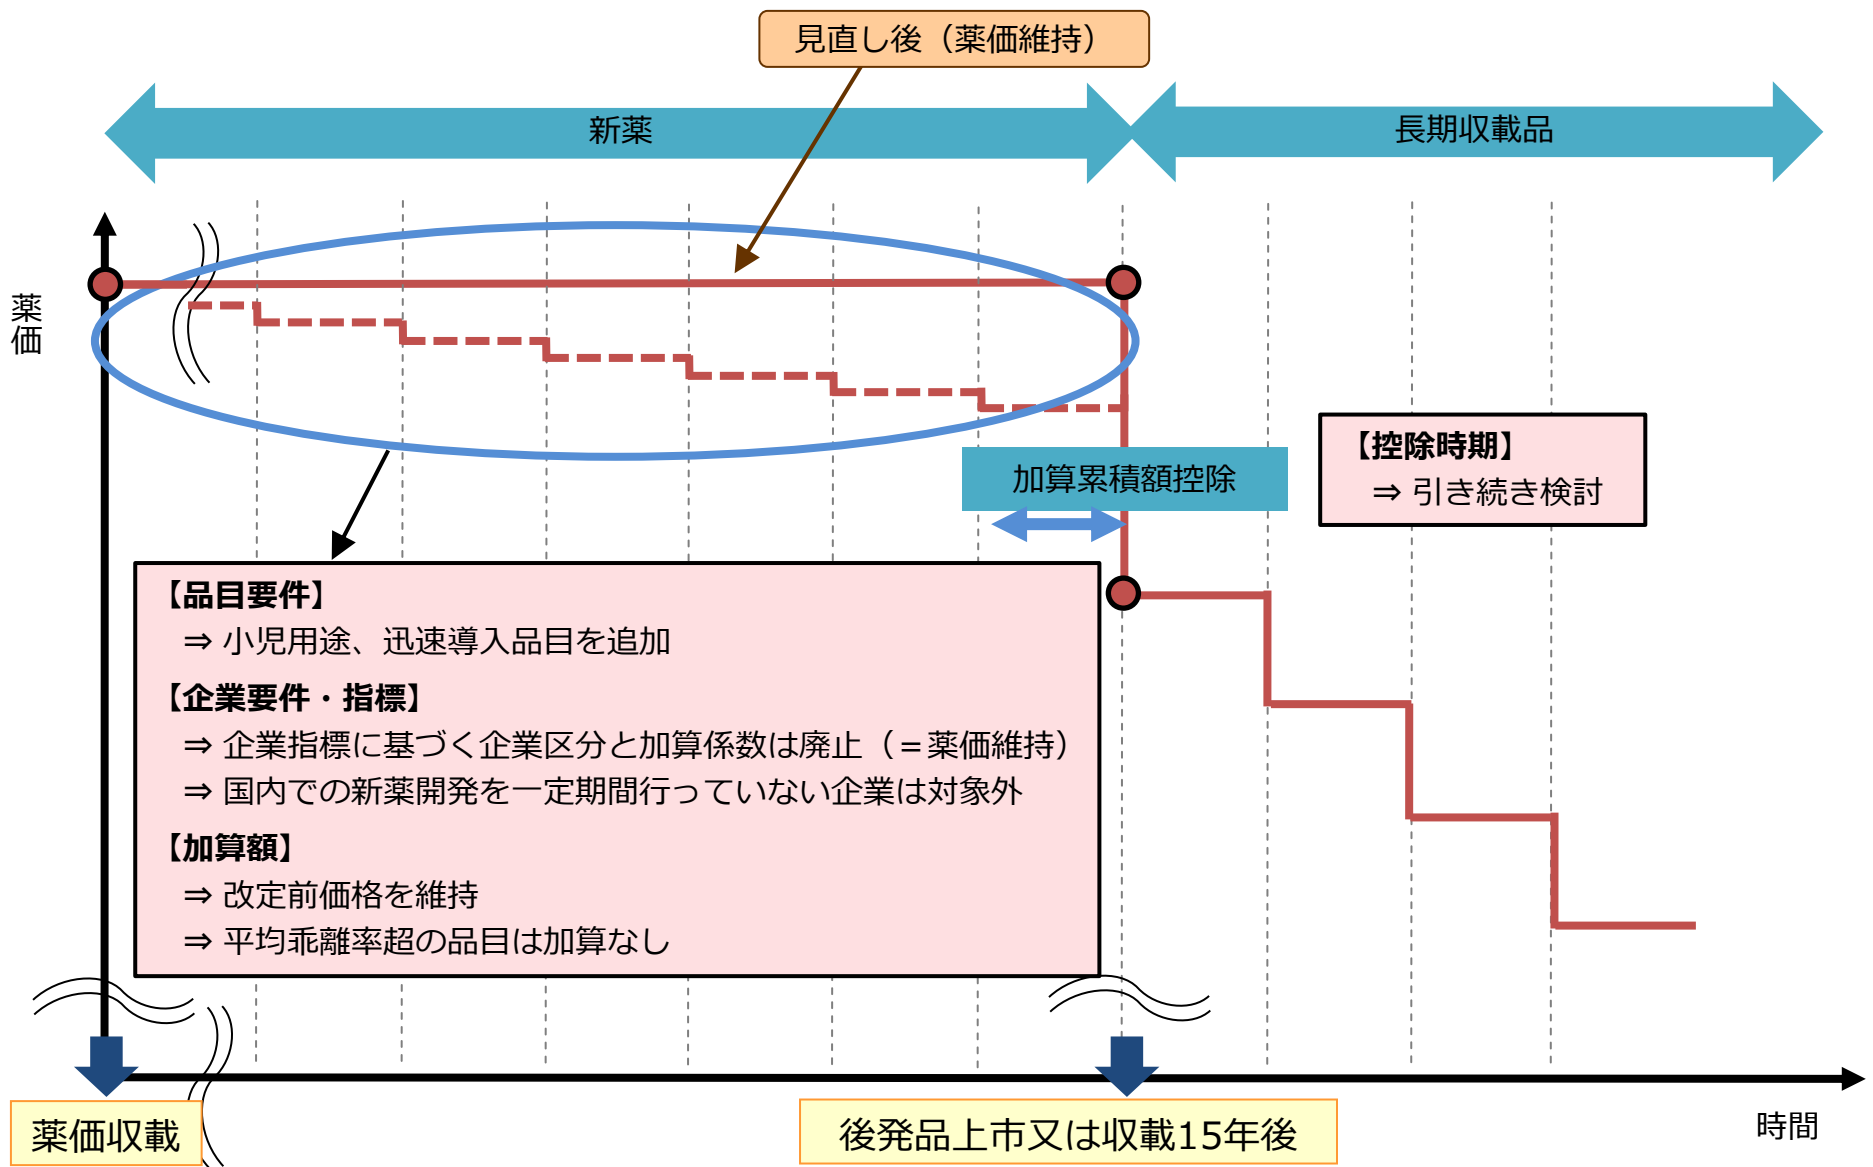 見直し後（薬価維持）
新薬
長期収載品
薬価
加算累積額控除
【控除時期】
⇒ 引き続き検討
【品目要件】
⇒ 小児用途、迅速導入品目を追加
【企業要件・指標】
⇒ 企業指標に基づく企業区分と加算係数は廃止（＝薬価維持）
⇒ 国内での新薬開発を一定期間行っていない企業は対象外
【加算額】
⇒ 改定前価格を維持
⇒ 平均乖離率超の品目は加算なし
薬価収載
後発品上市又は収載15年後
時間